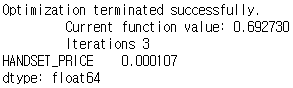 Optimization terminated successfully.
Current function value: 0.692730
Iterations 3
HANDSET_PRICE 0.000107
dtype: float64